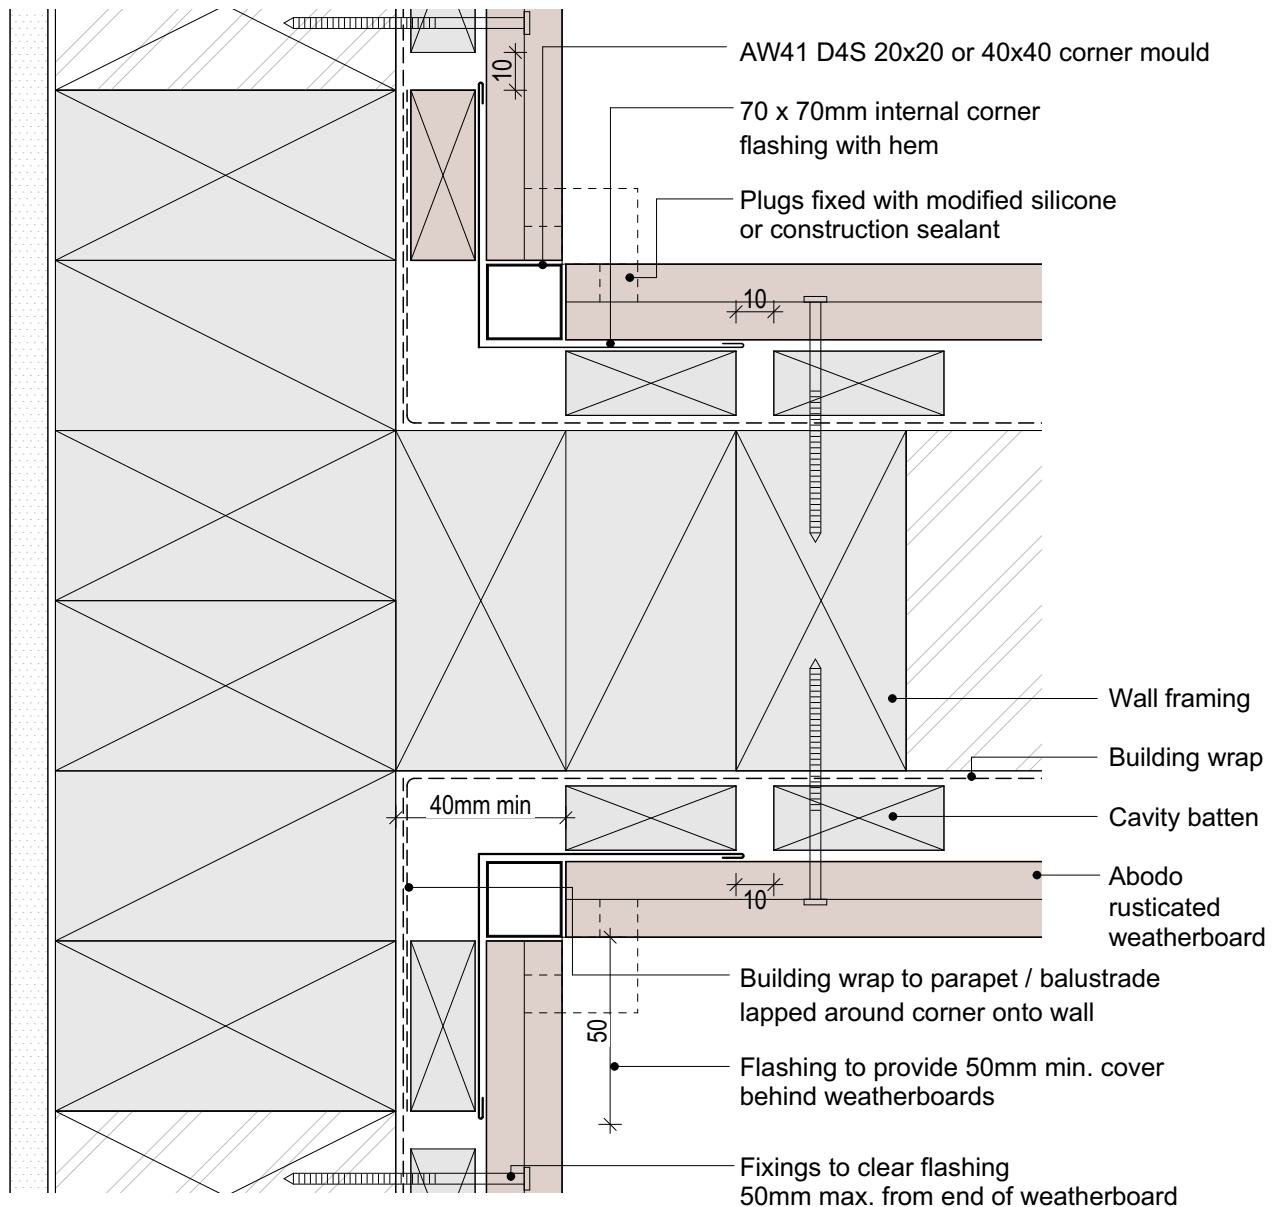 AW41 D4S 20x20 or 40x40 corner mould
10
70 x 70mm internal corner
flashing with hem
Plugs fixed with modified silicone
or construction sealant
10
Wall framing
Building wrap
40mm min
Cavity batten
Abodo
rusticated
weatherboard
10
Building wrap to parapet / balustrade
lapped around corner onto wall
50
Flashing to provide 50mm min. cover
behind weatherboards
Fixings to clear flashing
50mm max. from end of weatherboard